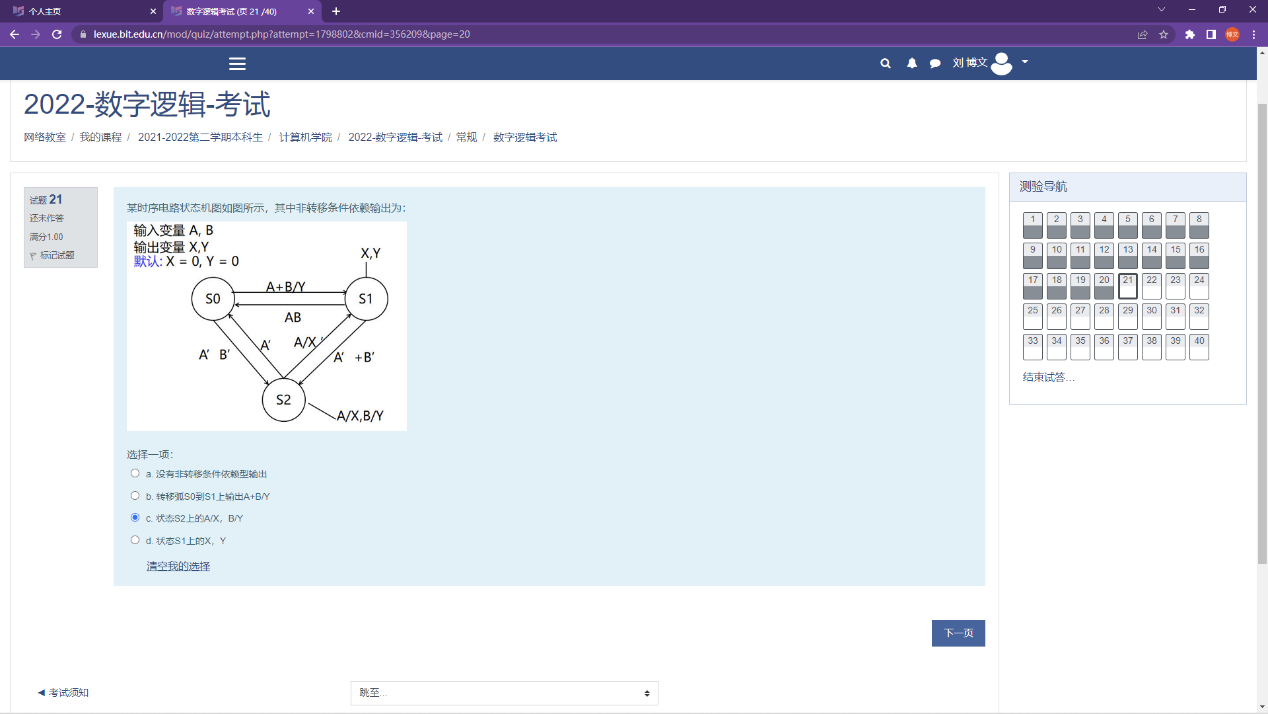 个人主页
数字逻辑考试 (页 21 /40)
lexue.bit.edu.cn/mod/quiz/attempt.php?attempt=1798802&cmid=356209&page=20
博文
刘 博文
2022-数字逻辑-考试
网络教室 / 我的课程 / 2021-2022第二学期本科生 / 计算机学院 / 2022-数字逻辑-考试 / 常规 / 数字逻辑考试
试题 21
还未作答
满分1.00
标记试题
某时序电路状态机图如图所示，其中非转移条件依赖输出为：
输入变量 A, B
输出变量 X,Y
默认: X = 0, Y = 0
X,Y
S0
A+B/Y
S1
AB
A′ B′
A′
A/X
A′ +B′
S2
A/X,B/Y
选择一项：
a. 没有非转移条件依赖型输出
b. 转移弧S0到S1上输出A+B/Y
c. 状态S2上的A/X，B/Y
d. 状态S1上的X，Y
清空我的选择
下一页
◀ 考试须知
跳至...
测验导航
1 2 3 4 5 6 7 8
9 10 11 12 13 14 15 16
17 18 19 20 21 22 23 24
25 26 27 28 29 30 31 32
33 34 35 36 37 38 39 40
结束试答…